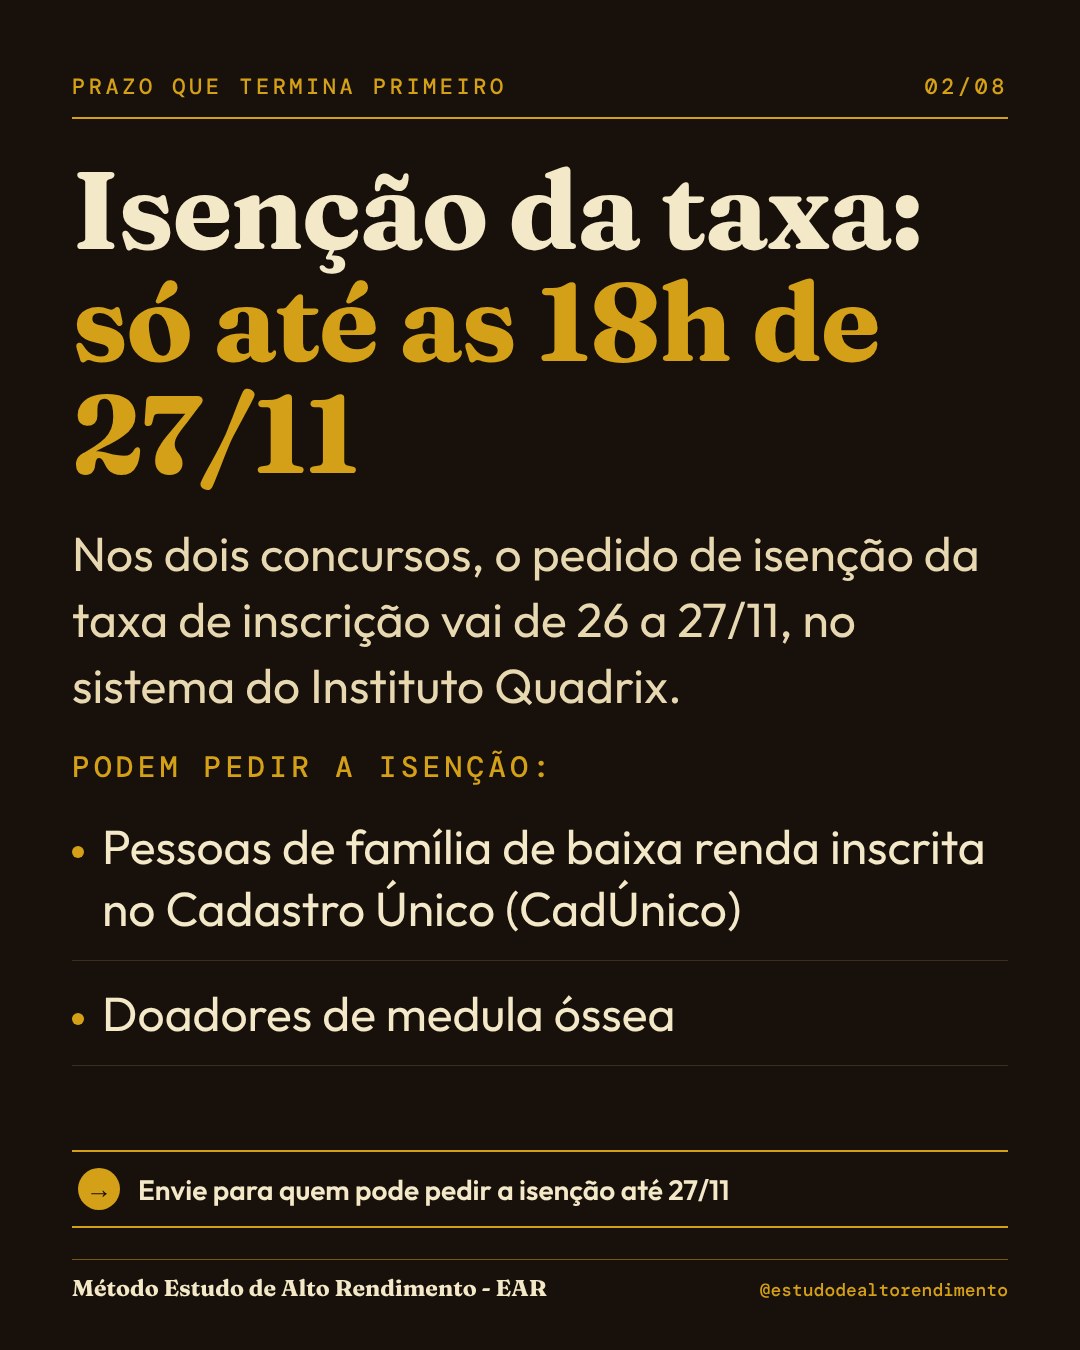 PRAZO QUE TERMINA PRIMEIRO
02/08
Isenção da taxa:
só até as 18h de
27/11
Nos dois concursos, o pedido de isenção da
taxa de inscrição vai de 26 a 27/11, no
sistema do Instituto Quadrix.
PODEM PEDIR A ISENÇÃO:
• Pessoas de família de baixa renda inscrita
no Cadastro Único (CadÚnico)
• Doadores de medula óssea
→ Envie para quem pode pedir a isenção até 27/11
Método Estudo de Alto Rendimento - EAR
@estudodealtorendimento